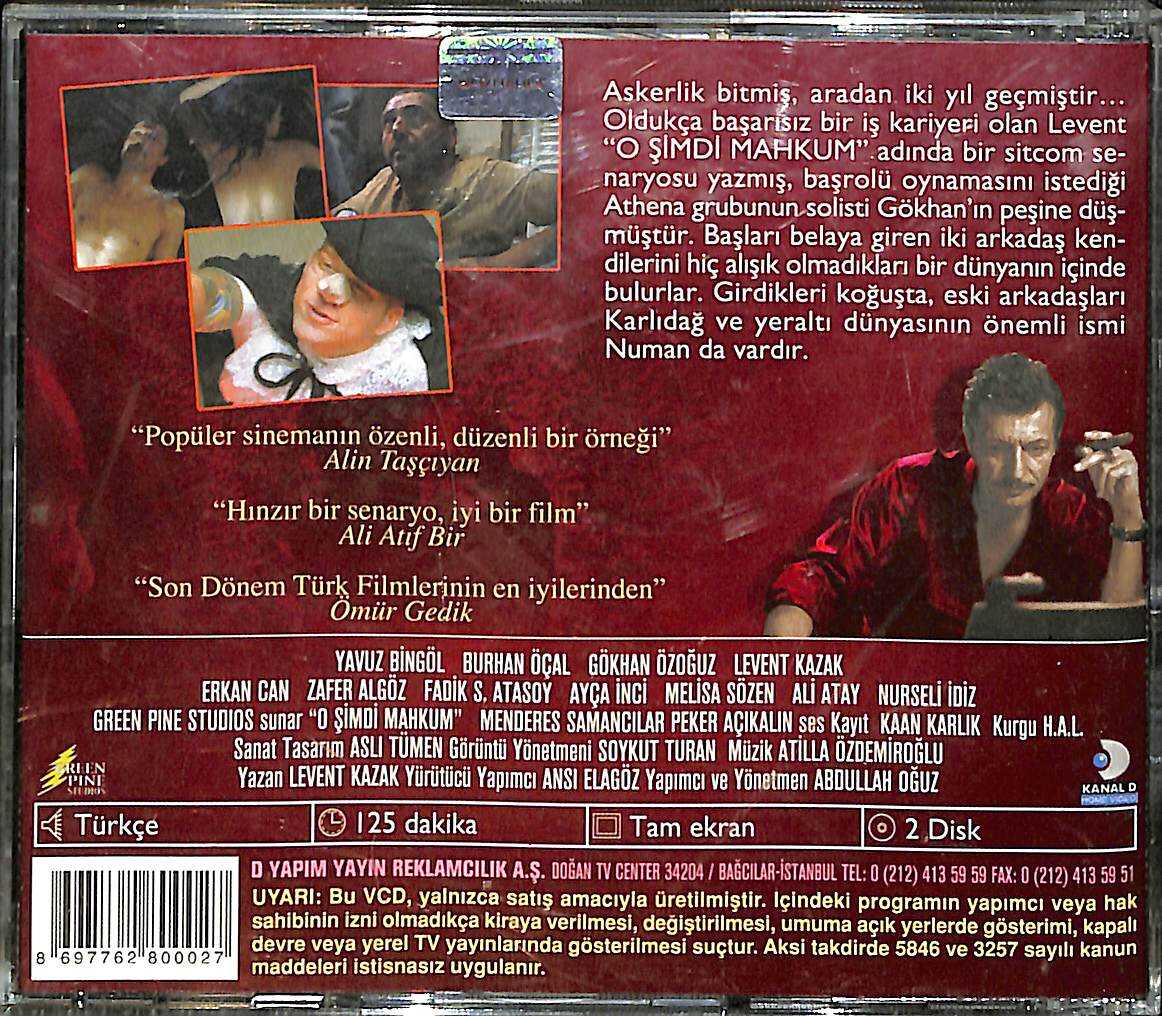 Askerlik bitmiş, aradan iki yıl geçmiştir...
Oldukça başarısız bir iş kariyeri olan Levent
“O ŞİMDİ MAHKUM” adında bir sitcom se-
naryosu yazmış, başrolü oynamasını istediği
Athena grubunun solisti Gökhan’ın peşine düş-
müştür. Başları belaya giren iki arkadaş ken-
dilerini hiç alışık olmadıkları bir dünyanın içinde
bulurlar. Girdikleri koğuşta, eski arkadaşları
Karlıdağ ve yeraltı dünyasının önemli ismi
Numan da vardır.
“Popüler sinemanın özenli, düzenli bir örneği”
Alin Taşçıyan
“Hınzır bir senaryo, iyi bir film”
Ali Atıf Bir
“Son Dönem Türk Filmlerinin en iyilerinden”
Ömür Gedik
YAVUZ BİNGÖL BURHAN ÖÇAL GÖKHAN ÖZOĞUZ LEVENT KAZAK
ERKAN CAN ZAFER ALGÖZ FADİK S. ATASOY AYÇA İNCİ MELİSA SÖZEN ALİ ATAY NURSELİ İDİZ
GREEN PINE STUDIOS sunar “O ŞİMDİ MAHKUM” MENDERES SAMANCILAR PEKER AÇIKALIN ses Kayıt KAAN KARLIK Kurgu H.A.L.
Sanat Tasarım ASLI TÜMEN Görüntü Yönetmeni SOYKUT TURAN Müzik ATİLLA ÖZDEMİROĞLU
Yazan LEVENT KAZAK Yürütücü Yapımcı ANSI ELAGÖZ Yapımcı ve Yönetmen ABDULLAH OĞUZ
GREEN
PINE
STUDIOS
KANAL D
HOME VIDEO
Türkçe
125 dakika
Tam ekran
2 Disk
D YAPIM YAYIN REKLAMCILIK A.Ş. DOĞAN TV CENTER 34204 / BAĞCILAR-İSTANBUL TEL: 0 (212) 413 59 59 FAX: 0 (212) 413 59 51
UYARI: Bu VCD, yalnızca satış amacıyla üretilmiştir. Içindeki programın yapımcı veya hak
sahibinin izni olmadıkça kiraya verilmesi, değiştirilmesi, umuma açık yerlerde gösterimi, kapalı
devre veya yerel TV yayınlarında gösterilmesi suçtur. Aksi takdirde 5846 ve 3257 sayılı kanun
maddeleri istisnasız uygulanır.
8 697762 800027